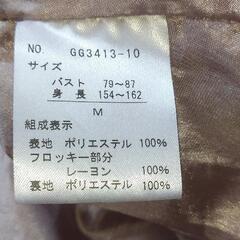 NO. GG3413-10
サイズ
バスト 79〜87
身長 154〜162
M
組成表示
表地 ポリエステル 100%
フロッキー部分
レーヨン 100%
裏地 ポリエステル 100%